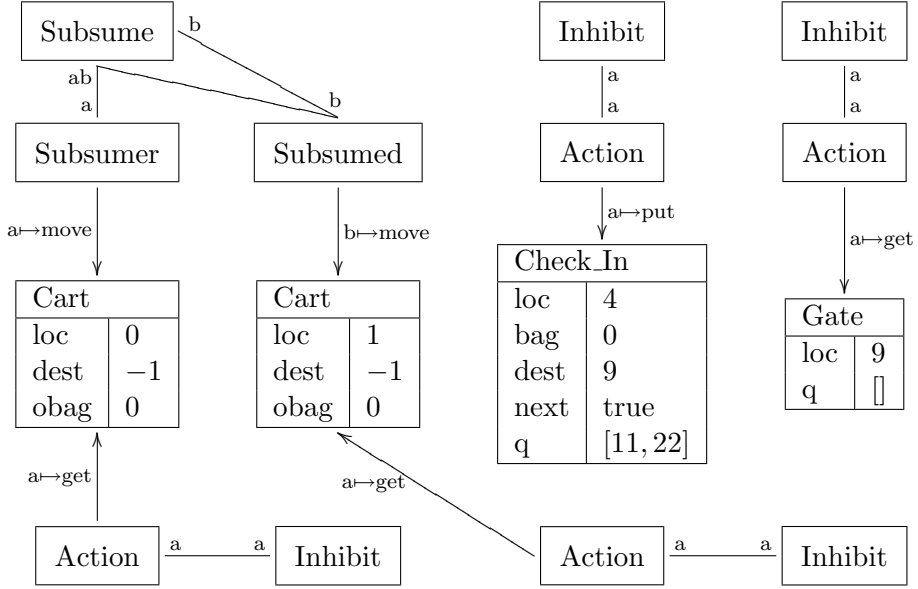 Subsume b
Inhibit
Inhibit
ab
a
b
a
a
a
a
Subsumer
Subsumed
Action
Action
a↦move
b↦move
a↦put
a↦get
Cart
loc 0
dest −1
obag 0
Cart
loc 1
dest −1
obag 0
Check_In
loc 4
bag 0
dest 9
next true
q [11, 22]
Gate
loc 9
q []
a↦get
a↦get
Action a a Inhibit
Action a a Inhibit